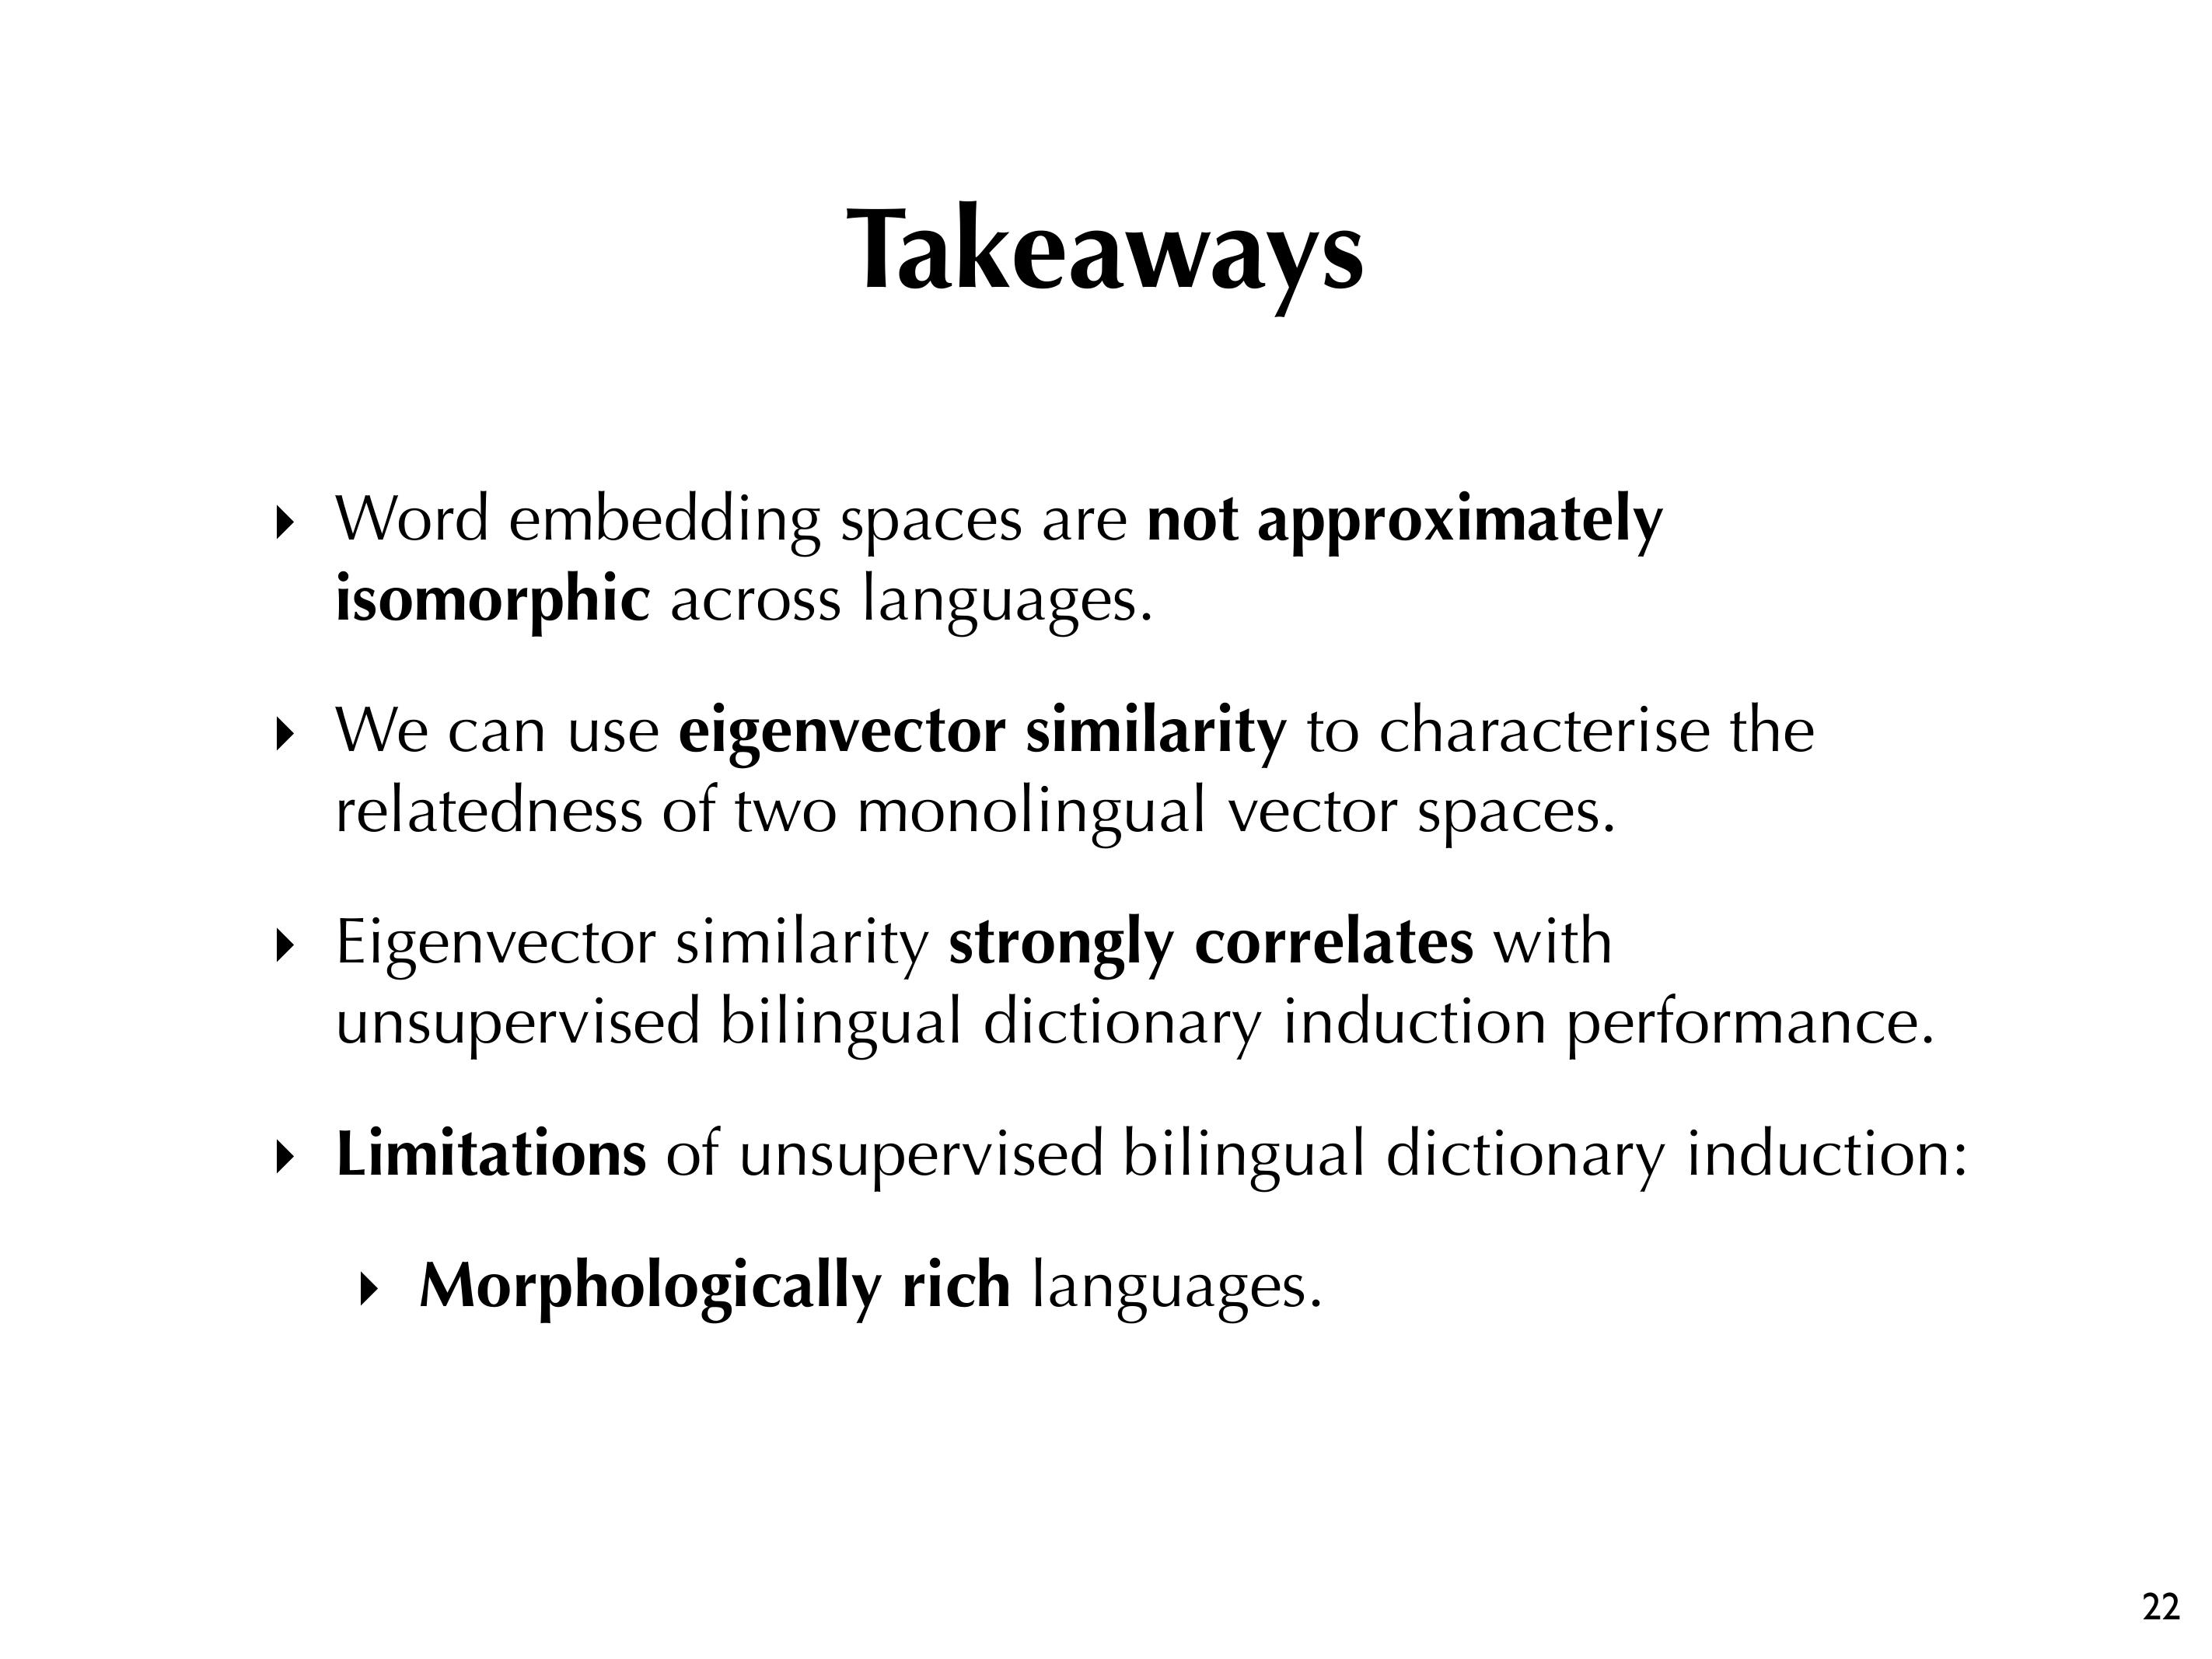 Takeaways
Word embedding spaces are not approximately
isomorphic across languages.
We can use eigenvector similarity to characterise the
relatedness of two monolingual vector spaces.
Eigenvector similarity strongly correlates with
unsupervised bilingual dictionary induction performance.
Limitations of unsupervised bilingual dictionary induction:
Morphologically rich languages.
22